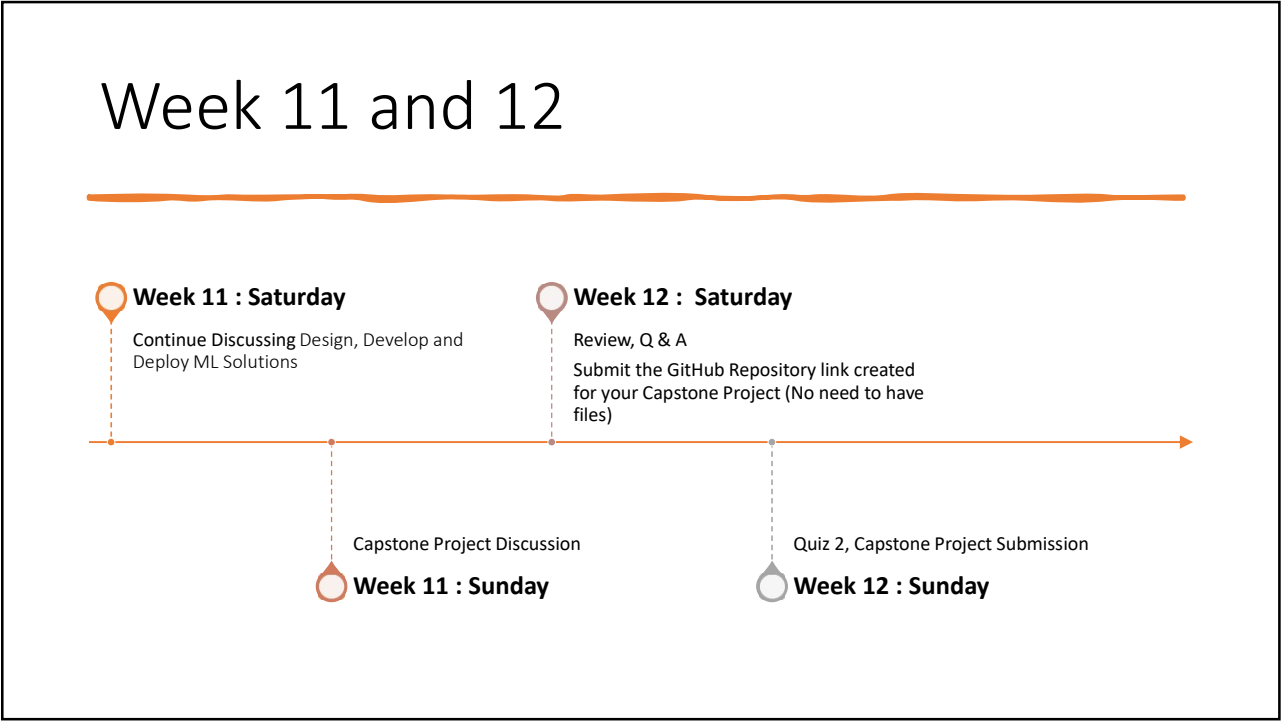 Week 11 and 12
Week 11 : Saturday
Continue Discussing Design, Develop and
Deploy ML Solutions
Week 12 :  Saturday
Review, Q & A
Submit the GitHub Repository link created
for your Capstone Project (No need to have
files)
Capstone Project Discussion
Week 11 : Sunday
Quiz 2, Capstone Project Submission
Week 12 : Sunday